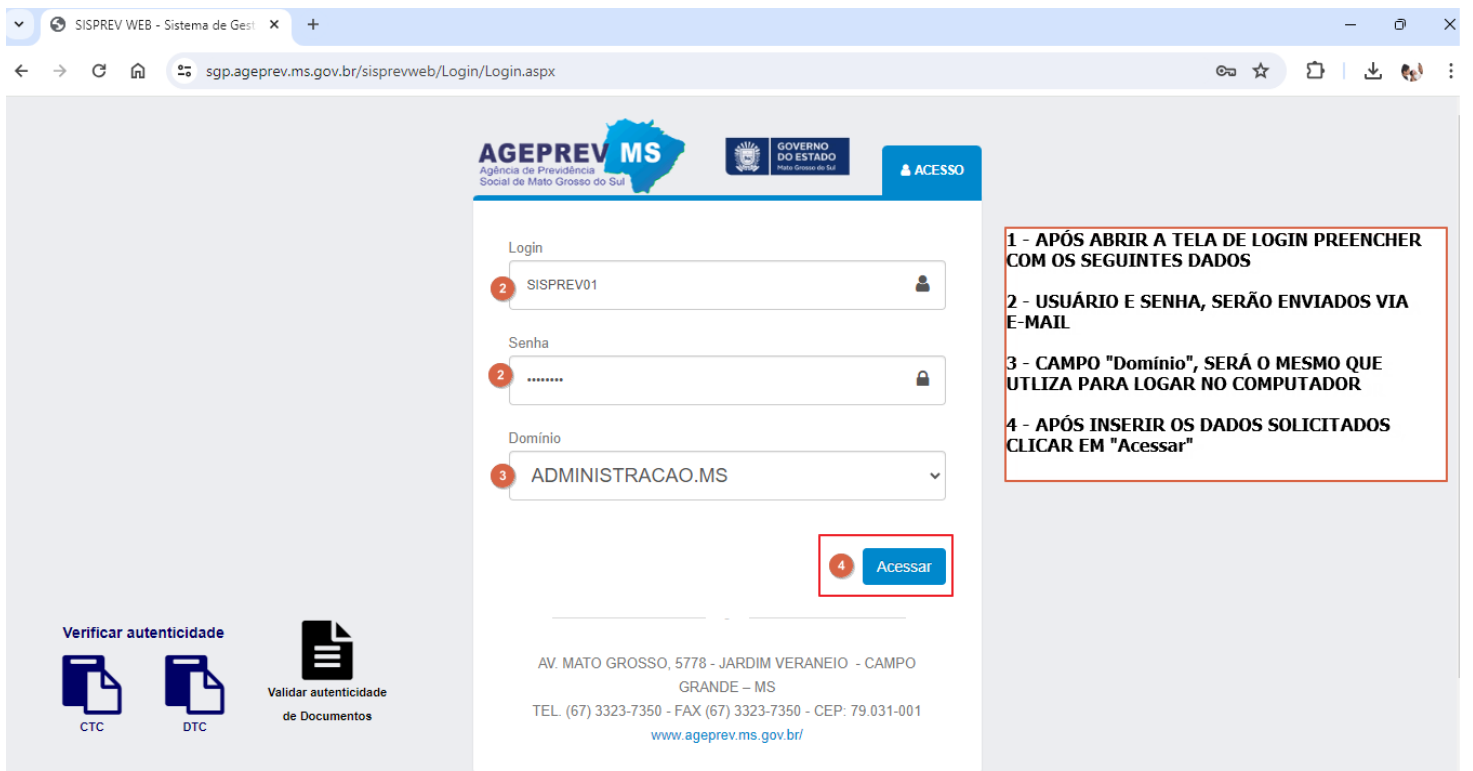 SISPREV WEB - Sistema de Gest
sgp.ageprev.ms.gov.br/sisprevweb/Login/Login.aspx
AGEPREV MS
Agência de Previdência
Social de Mato Grosso do Sul
GOVERNO
DO ESTADO
Mato Grosso do Sul
ACESSO
Login
2
SISPREV01
Senha
2
••••••••
Domínio
3
ADMINISTRACAO.MS
4
Acessar
1 - APÓS ABRIR A TELA DE LOGIN PREENCHER
COM OS SEGUINTES DADOS
2 - USUÁRIO E SENHA, SERÃO ENVIADOS VIA
E-MAIL
3 - CAMPO "Domínio", SERÁ O MESMO QUE
UTLIZA PARA LOGAR NO COMPUTADOR
4 - APÓS INSERIR OS DADOS SOLICITADOS
CLICAR EM "Acessar"
Verificar autenticidade
CTC
DTC
Validar autenticidade
de Documentos
AV. MATO GROSSO, 5778 - JARDIM VERANEIO - CAMPO
GRANDE – MS
TEL. (67) 3323-7350 - FAX (67) 3323-7350 - CEP: 79.031-001
www.ageprev.ms.gov.br/